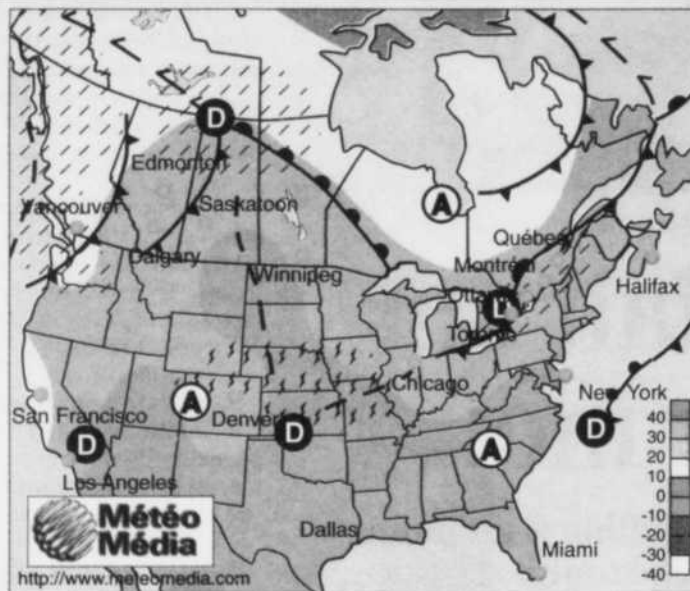 D
Edmonton
Vancouver
Saskatoon
A
Québec
Dalgary
Winnipeg
Montréal
Ottawa
Halifax
D
Toronto
Chicago
A
New York
San Francisco
Denver
D
D
D
A
Los Angeles
Dallas
Miami
40
30
20
10
0
-10
-20
-30
-40
Météo
Média
http://www.meteomedia.com